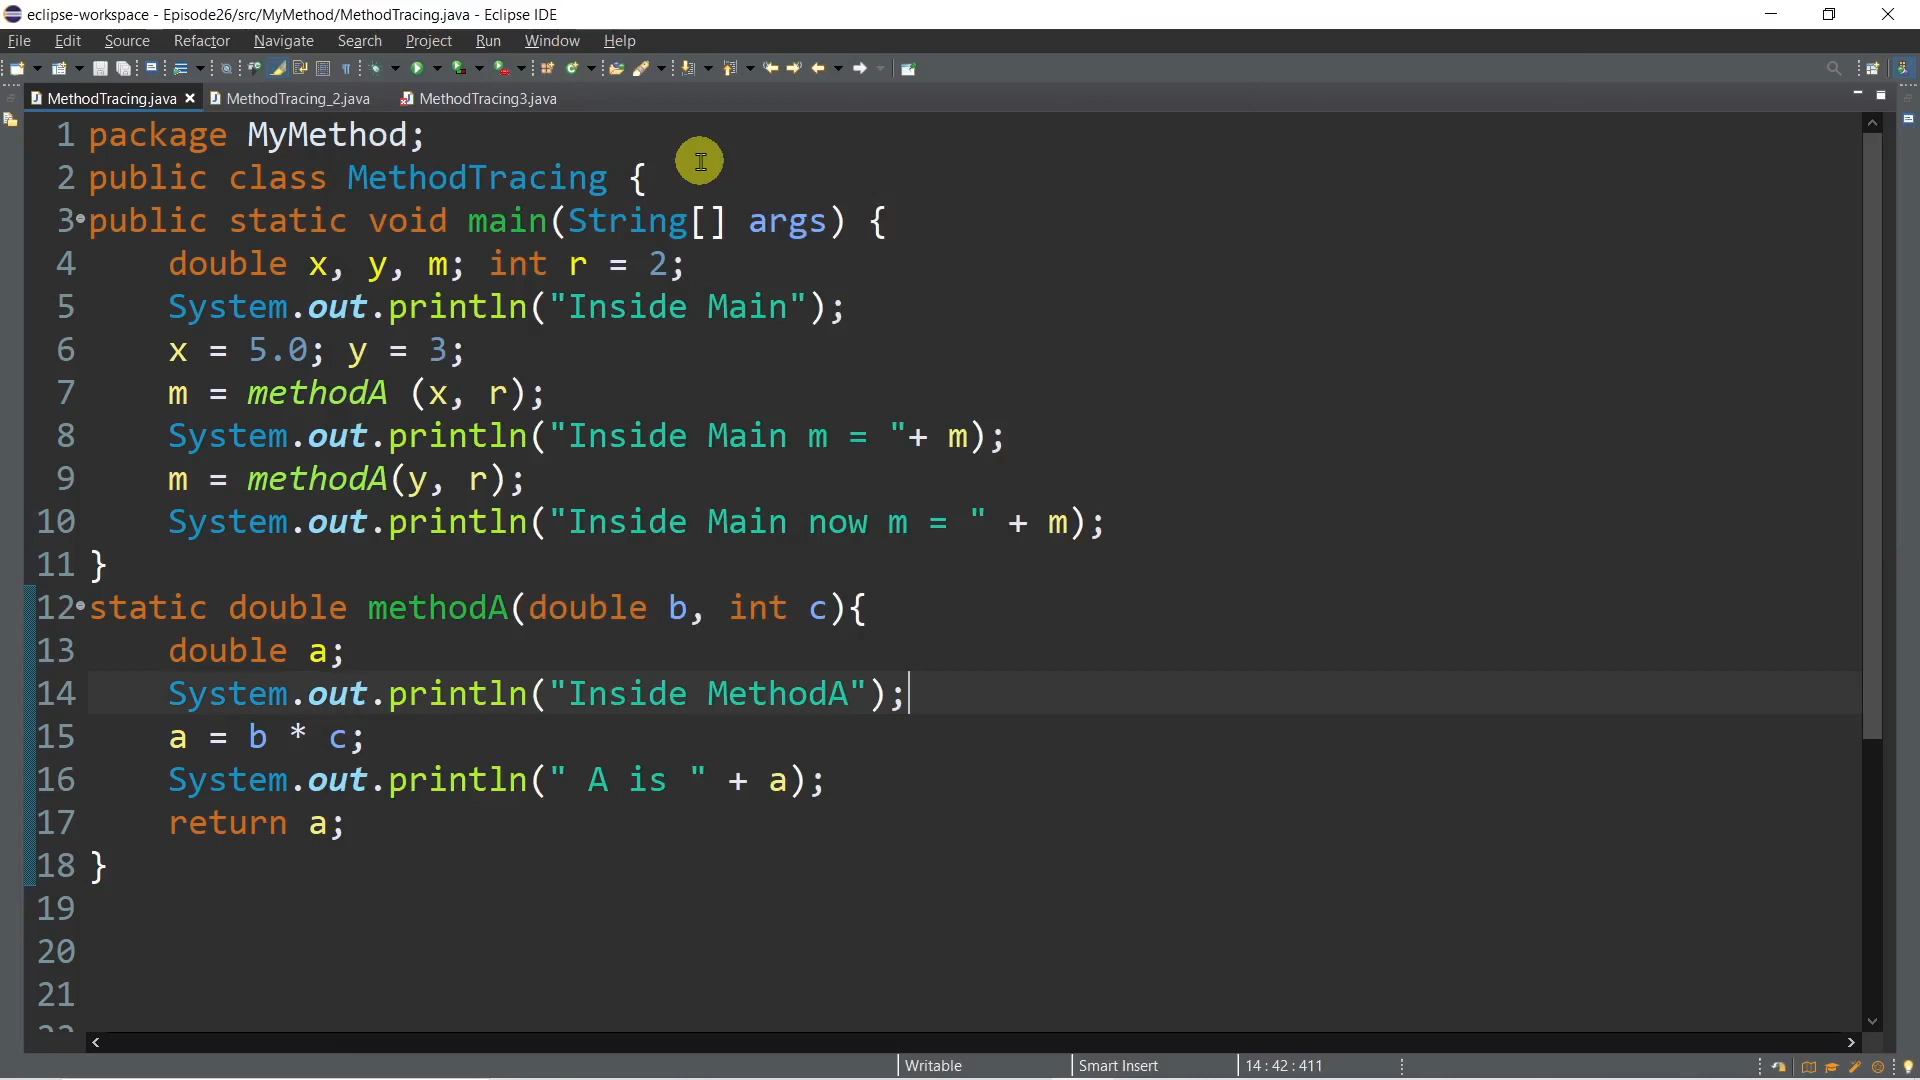 eclipse-workspace - Episode26/src/MyMethod/MethodTracing.java - Eclipse IDE
File Edit Source Refactor Navigate Search Project Run Window Help
MethodTracing.java MethodTracing_2.java MethodTracing3.java
1 package MyMethod;
2 public class MethodTracing {
3 public static void main(String[] args) {
4 double x, y, m; int r = 2;
5 System.out.println("Inside Main");
6 x = 5.0; y = 3;
7 m = methodA (x, r);
8 System.out.println("Inside Main m = "+ m);
9 m = methodA(y, r);
10 System.out.println("Inside Main now m = " + m);
11 }
12 static double methodA(double b, int c){
13 double a;
14 System.out.println("Inside MethodA");
15 a = b * c;
16 System.out.println(" A is " + a);
17 return a;
18 }
19
20
21
Writable Smart Insert 14 : 42 : 411